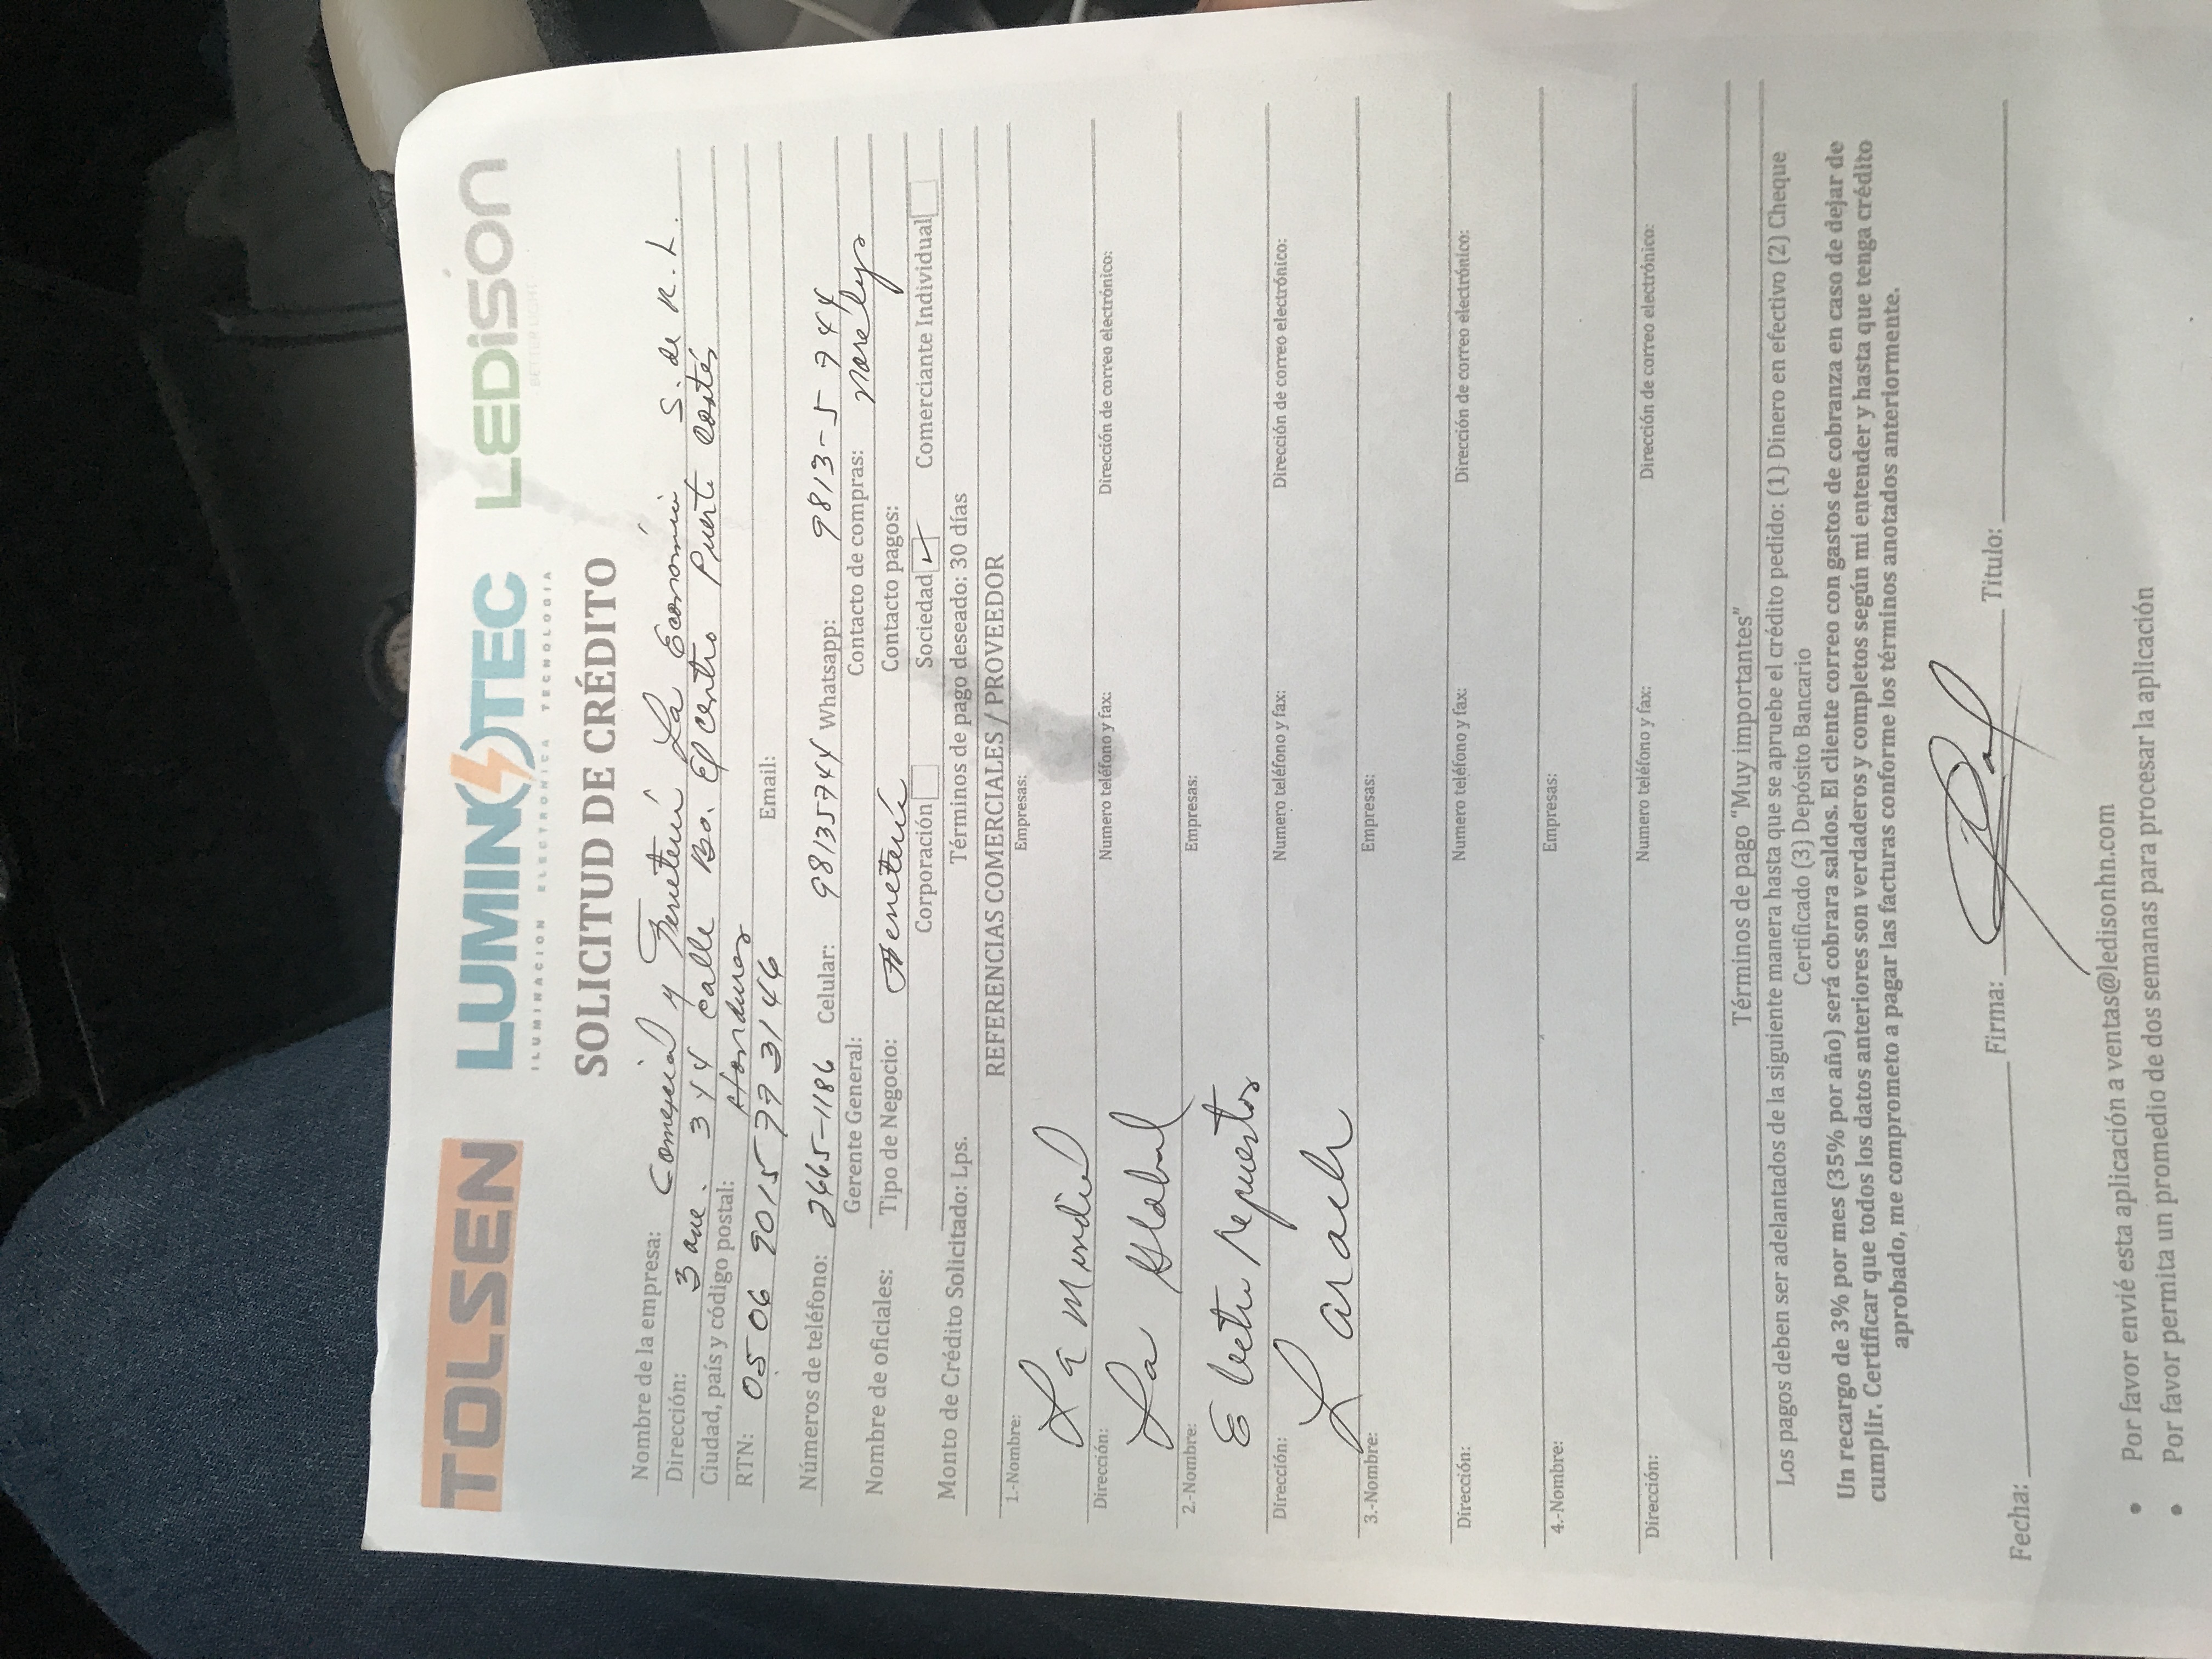 TOLSEN LUMINOTEC LEDISON
ILUMINACION ELECTRONICA TECNOLOGIA BETTER LIGHT
SOLICITUD DE CRÉDITO
Nombre de la empresa: Comercial y Ferretería La Economía S. de R. L.
Dirección: 3 ave. 3 y 4 calle Bo. El centro Puerto Cortés
Ciudad, país y código postal: Honduras
RTN: 05 06 9015 773146 Email:
Números de teléfono: 2665-1186 Celular: 98135744 Whatsapp: 9813-5744
Gerente General: Contacto de compras: Norelys
Nombre de oficiales: Tipo de Negocio: Ferretería Contacto pagos:
Corporación Sociedad ✓ Comerciante Individual
Monto de Crédito Solicitado: Lps. Términos de pago deseado: 30 días
REFERENCIAS COMERCIALES / PROVEEDOR
1.-Nombre: Empresas:
La Mundial
Dirección: Numero teléfono y fax: Dirección de correo electrónico:
La Global
2.-Nombre: Empresas:
Electro Repuestos
Dirección: Numero teléfono y fax: Dirección de correo electrónico:
Larach
3.-Nombre: Empresas:
Dirección: Numero teléfono y fax: Dirección de correo electrónico:
4.-Nombre: Empresas:
Dirección: Numero teléfono y fax: Dirección de correo electrónico:
Términos de pago “Muy importantes”
Los pagos deben ser adelantados de la siguiente manera hasta que se apruebe el crédito pedido: (1) Dinero en efectivo (2) Cheque
Certificado (3) Depósito Bancario
Un recargo de 3% por mes (35% por año) será cobrara saldos. El cliente correo con gastos de cobranza en caso de dejar de
cumplir. Certificar que todos los datos anteriores son verdaderos y completos según mi entender y hasta que tenga crédito
aprobado, me comprometo a pagar las facturas conforme los términos anotados anteriormente.
Fecha: Firma: Titulo:
• Por favor envié esta aplicación a ventas@ledisonhn.com
• Por favor permita un promedio de dos semanas para procesar la aplicación